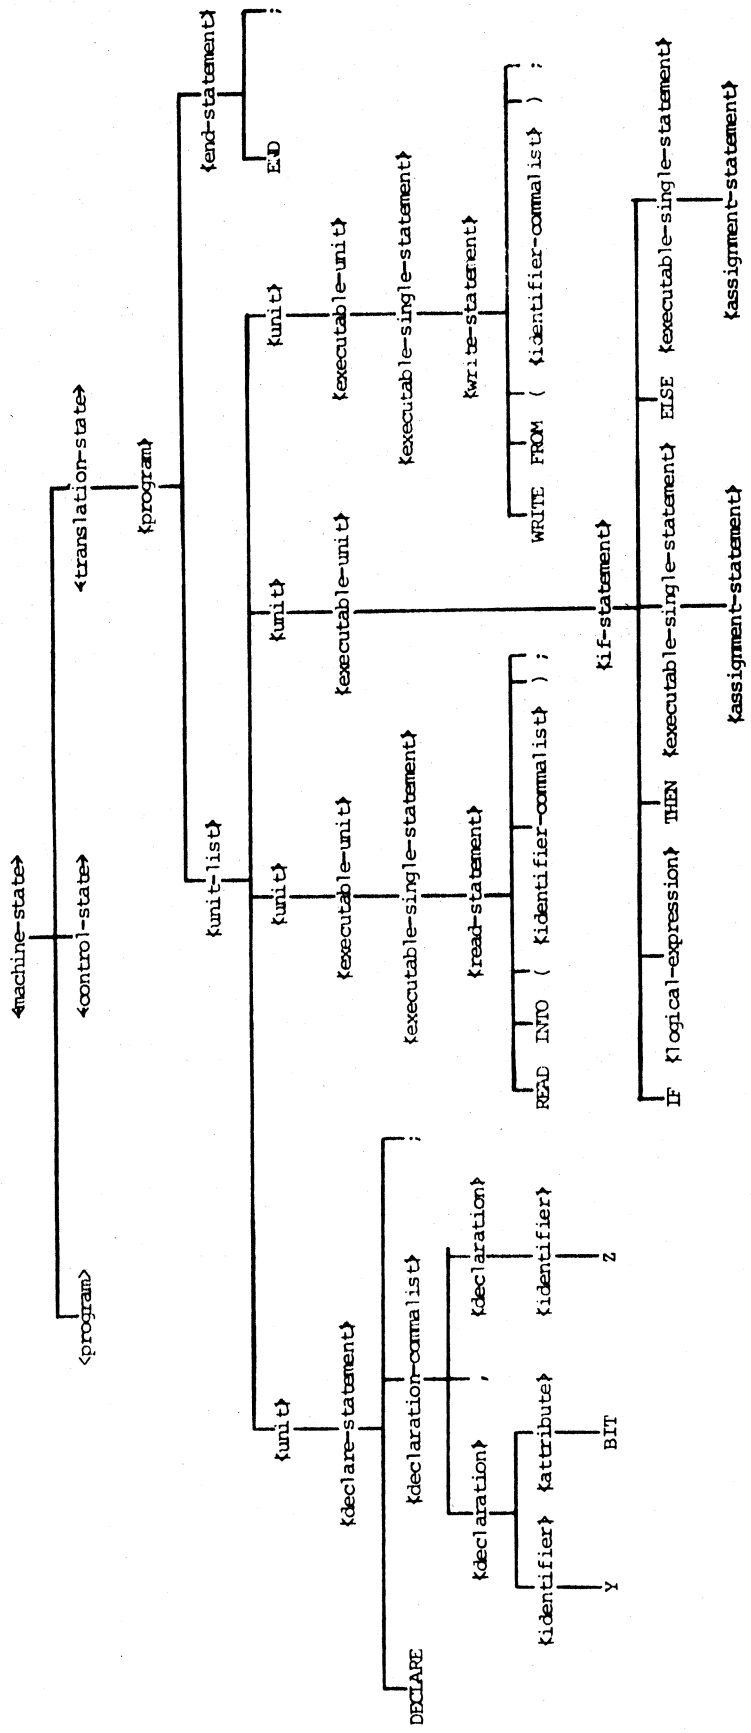 <machine-state>
<program> <control-state> <translation-state>
<program>
<unit-list> <end-statement>
<unit> <unit> <unit> <unit> END ;
<declare-statement> <executable-unit> <executable-unit> <executable-unit>
DECLARE <declaration-commalist> ; <executable-single-statement> <executable-single-statement>
<declaration> , <declaration> <read-statement> <write-statement>
<identifier> <attribute> <identifier> READ INTO ( <identifier-commalist> ) ; WRITE FROM ( <identifier-commalist> ) ;
Y BIT Z <if-statement>
IF <logical-expression> THEN <executable-single-statement> ELSE <executable-single-statement>
<assignment-statement> <assignment-statement>